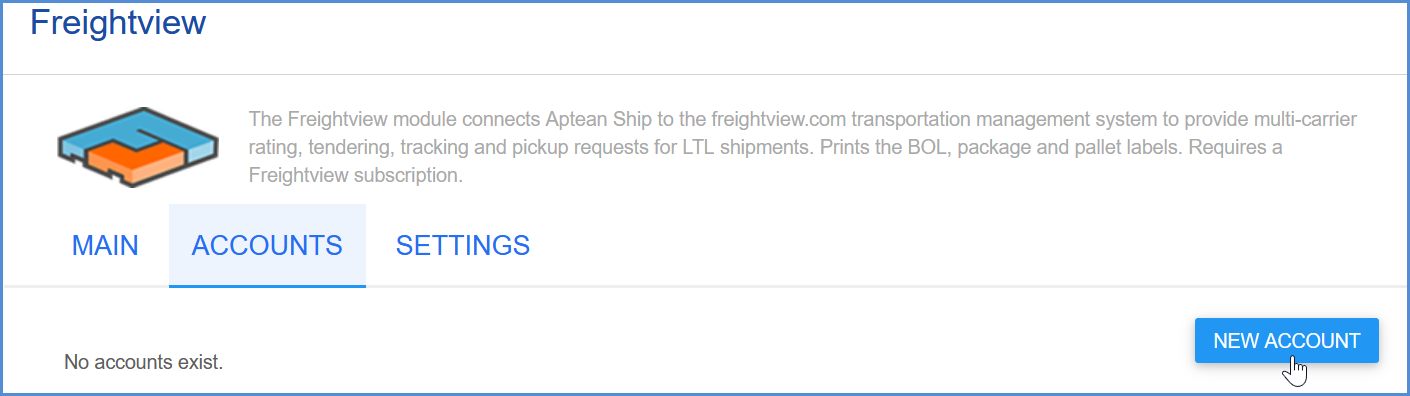 Freightview
The Freightview module connects Aptean Ship to the freightview.com transportation management system to provide multi-carrier
rating, tendering, tracking and pickup requests for LTL shipments. Prints the BOL, package and pallet labels. Requires a
Freightview subscription.
MAIN ACCOUNTS SETTINGS
NEW ACCOUNT
No accounts exist.